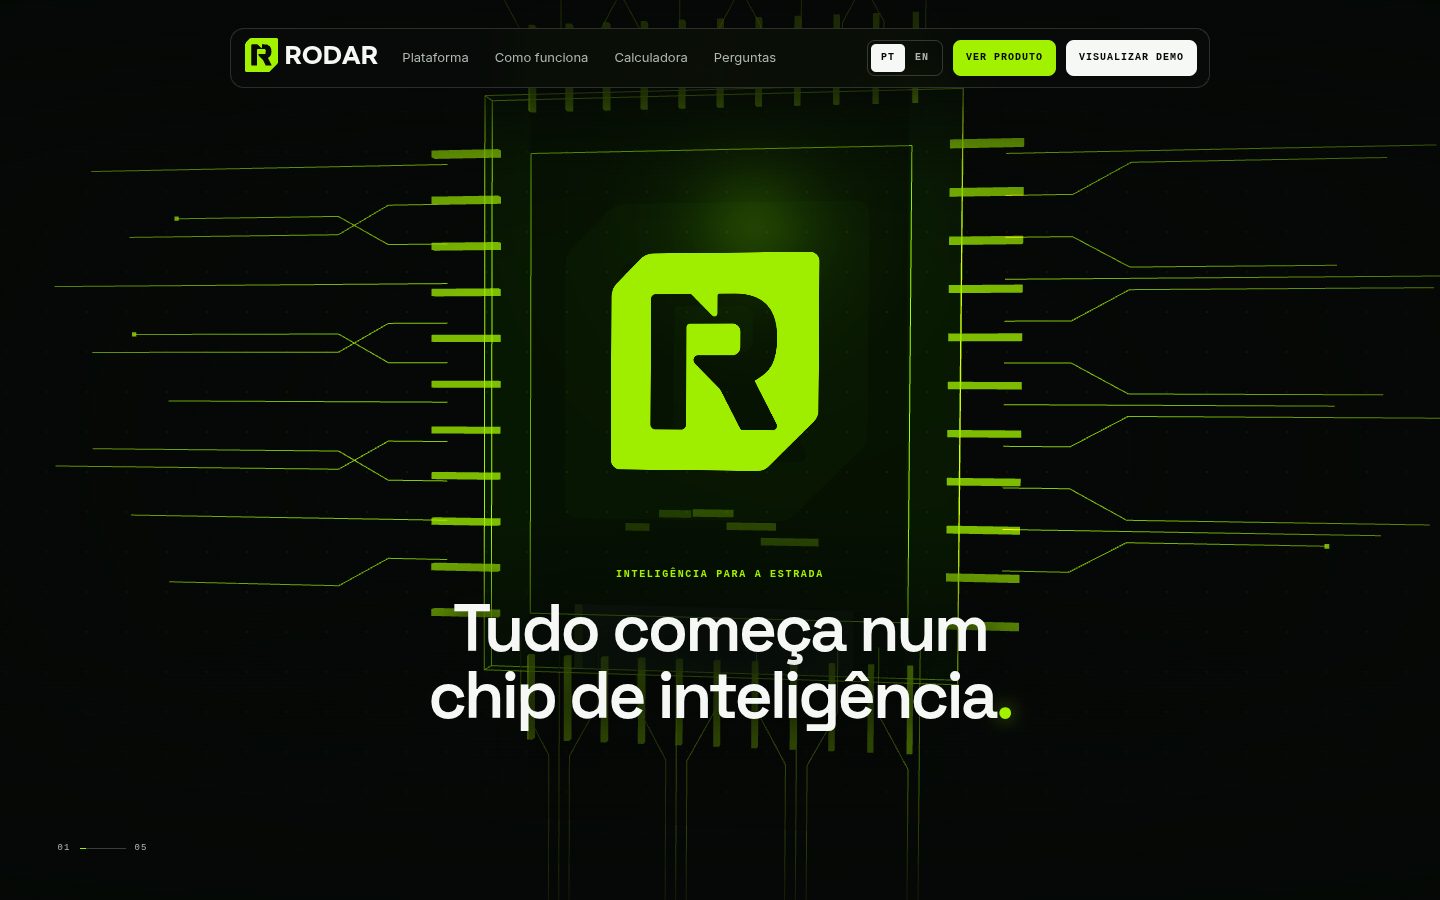 RODAR
Plataforma
Como funciona
Calculadora
Perguntas
PT
EN
VER PRODUTO
VISUALIZAR DEMO
R
INTELIGÊNCIA PARA A ESTRADA
Tudo começa num
chip de inteligência.
01
05